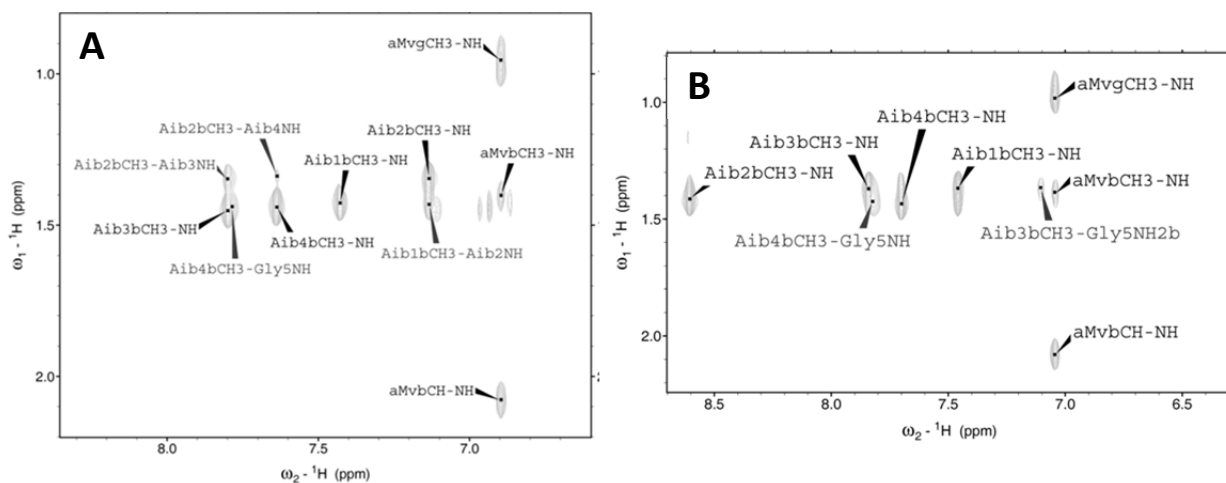 A
aMvgCH3-NH
Aib2bCH3-Aib4NH
Aib2bCH3-NH
Aib2bCH3-Aib3NH
Aib1bCH3-NH
aMvbCH3-NH
Aib3bCH3-NH
Aib4bCH3-NH
Aib1bCH3-Aib2NH
Aib4bCH3-Gly5NH
aMvbCH-NH
1.0
1.5
2.0
ω1 - 1H (ppm)
8.0
7.5
7.0
ω2 - 1H (ppm)
B
aMvgCH3-NH
Aib4bCH3-NH
Aib3bCH3-NH
Aib1bCH3-NH
Aib2bCH3-NH
aMvbCH3-NH
Aib4bCH3-Gly5NH
Aib3bCH3-Gly5NH2b
aMvbCH-NH
1.0
1.5
2.0
ω1 - 1H (ppm)
8.5
8.0
7.5
7.0
6.5
ω2 - 1H (ppm)